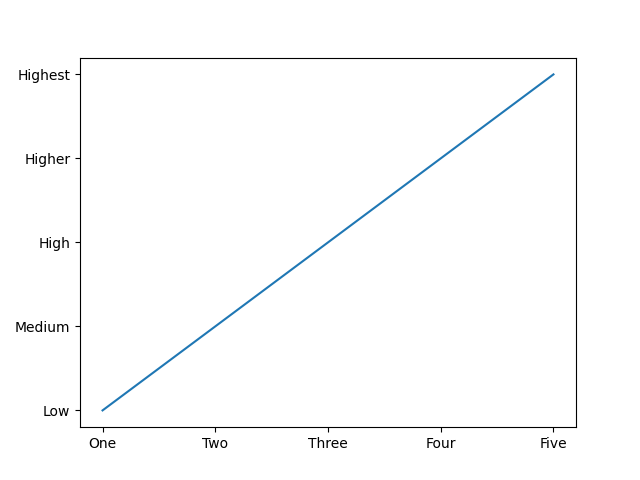 Highest
Higher
High
Medium
Low
One Two Three Four Five